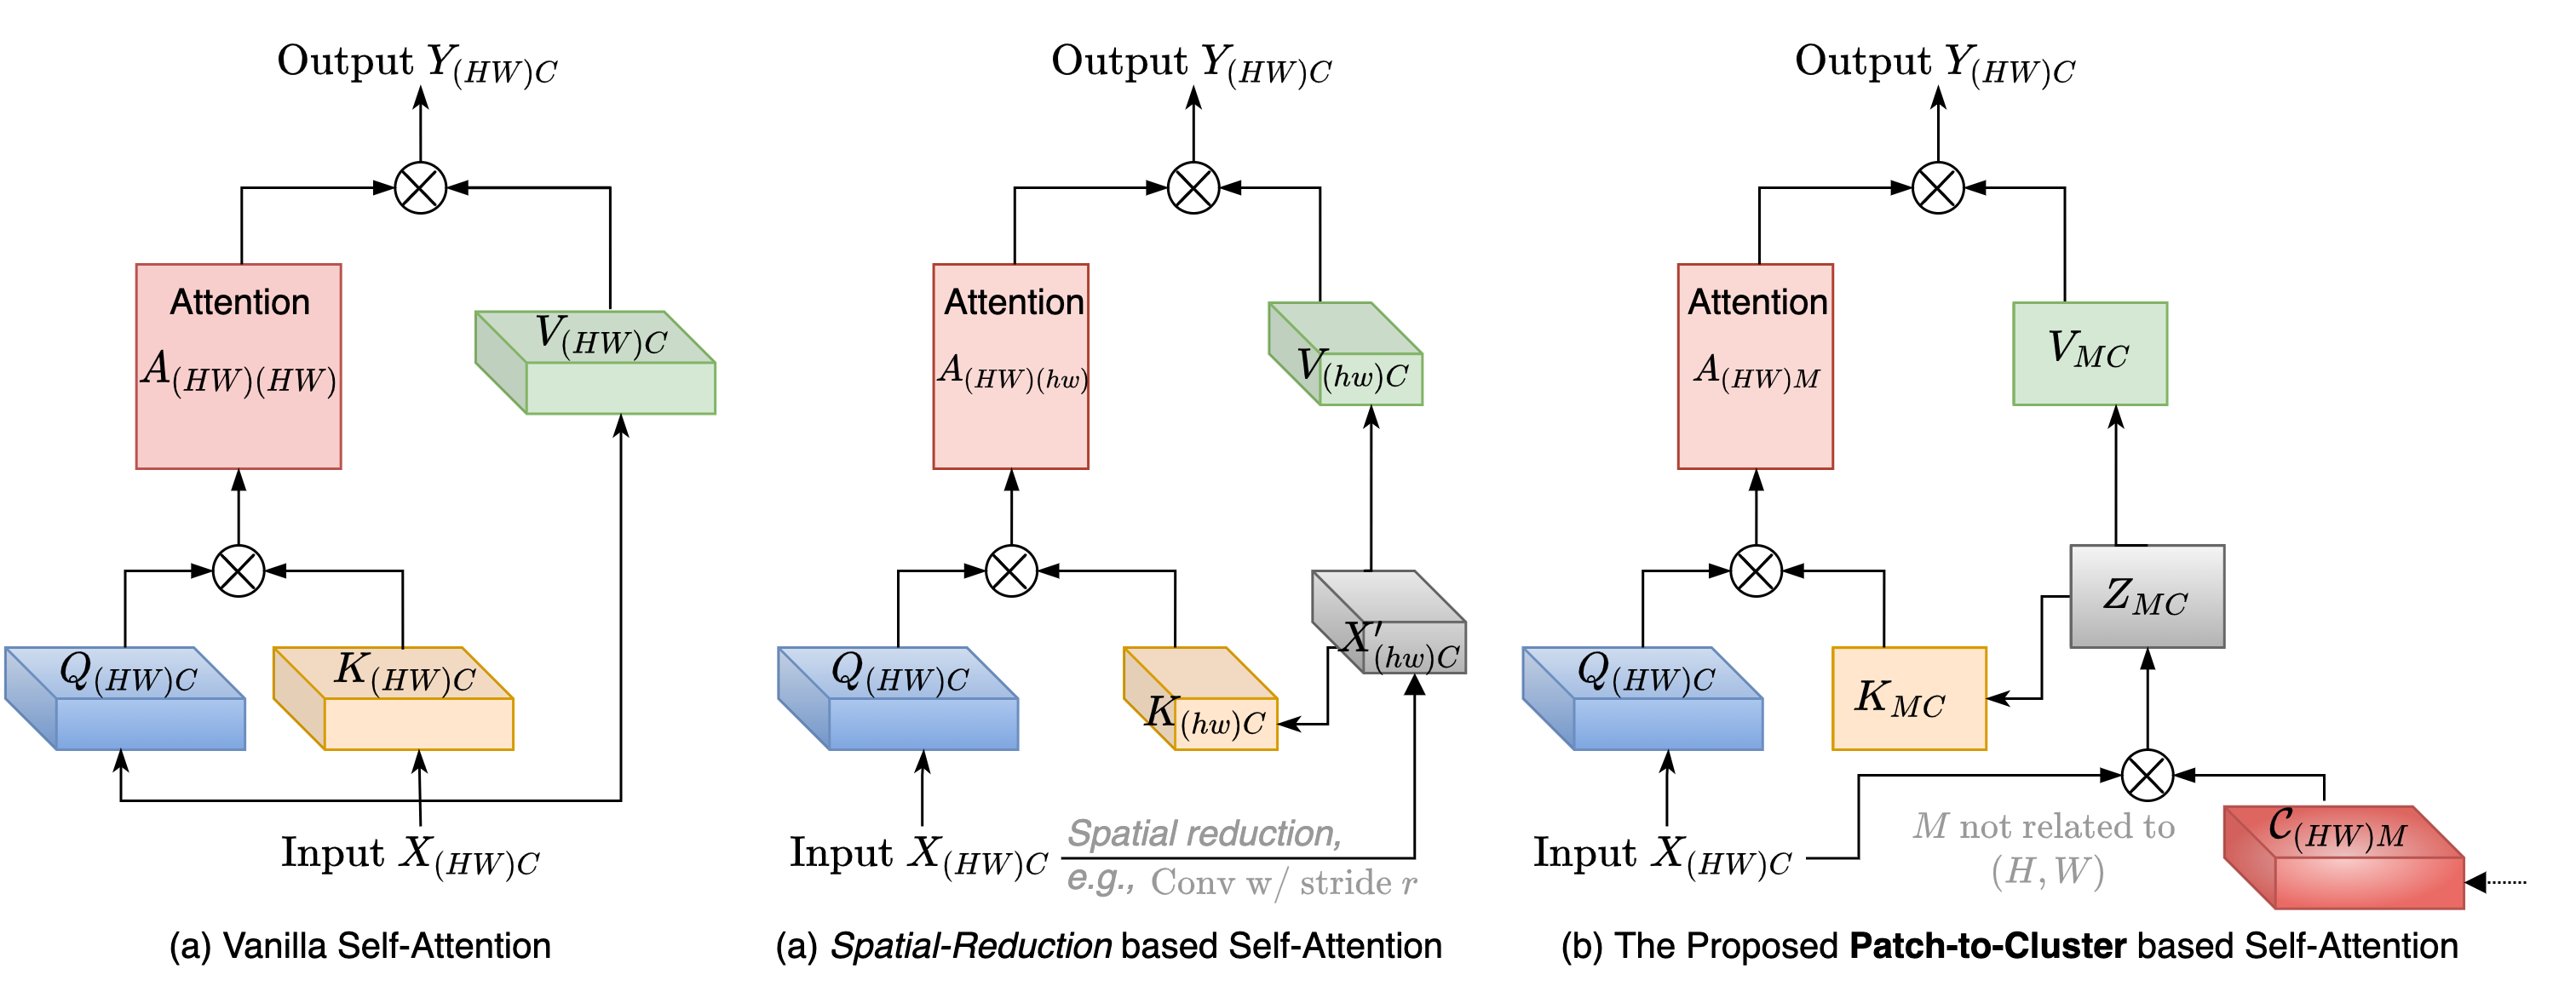 Output Y_{(HW)C}
Attention
A_{(HW)(HW)}
V_{(HW)C}
Q_{(HW)C}
K_{(HW)C}
Input X_{(HW)C}
(a) Vanilla Self-Attention
Output Y_{(HW)C}
Attention
A_{(HW)(hw)}
V_{(hw)C}
Q_{(HW)C}
K_{(hw)C}
X'_{(hw)C}
Input X_{(HW)C}
Spatial reduction,
e.g., Conv w/ stride r
(a) Spatial-Reduction based Self-Attention
Output Y_{(HW)C}
Attention
A_{(HW)M}
V_{MC}
Z_{MC}
Q_{(HW)C}
K_{MC}
Input X_{(HW)C}
M not related to
(H, W)
𝒞_{(HW)M}
(b) The Proposed Patch-to-Cluster based Self-Attention